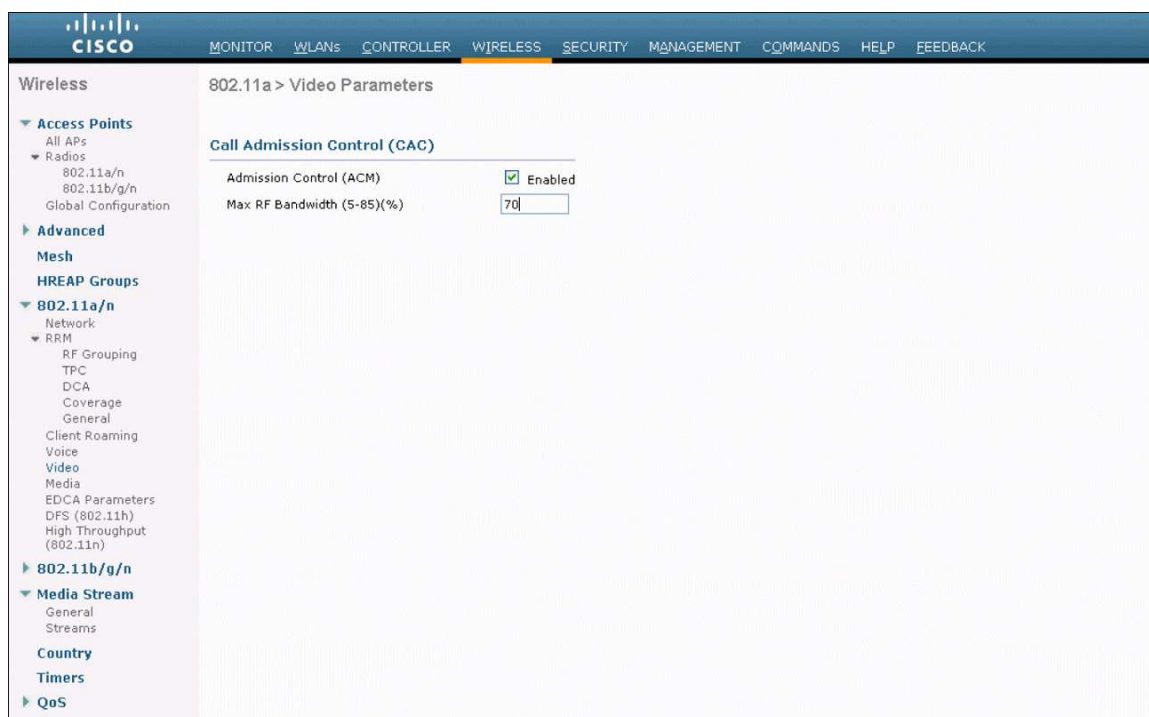 CISCO
MONITOR WLANs CONTROLLER WIRELESS SECURITY MANAGEMENT COMMANDS HELP FEEDBACK
Wireless
Access Points
All APs
Radios
802.11a/n
802.11b/g/n
Global Configuration
Advanced
Mesh
HREAP Groups
802.11a/n
Network
RRM
RF Grouping
TPC
DCA
Coverage
General
Client Roaming
Voice
Video
Media
EDCA Parameters
DFS (802.11h)
High Throughput
(802.11n)
802.11b/g/n
Media Stream
General
Streams
Country
Timers
QoS
802.11a > Video Parameters
Call Admission Control (CAC)
Admission Control (ACM) Enabled
Max RF Bandwidth (5-85)(%) 70